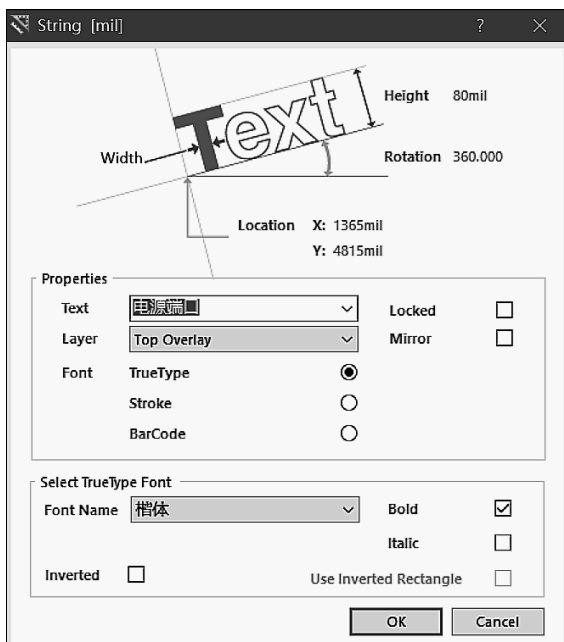 String [mil]
?
Text
Height 80mil
Width
Rotation 360.000
Location X: 1365mil
Y: 4815mil
Properties
Text 电源端口 Locked
Layer Top Overlay Mirror
Font TrueType
Stroke
BarCode
Select TrueType Font
Font Name 楷体 Bold
Italic
Inverted Use Inverted Rectangle
OK Cancel